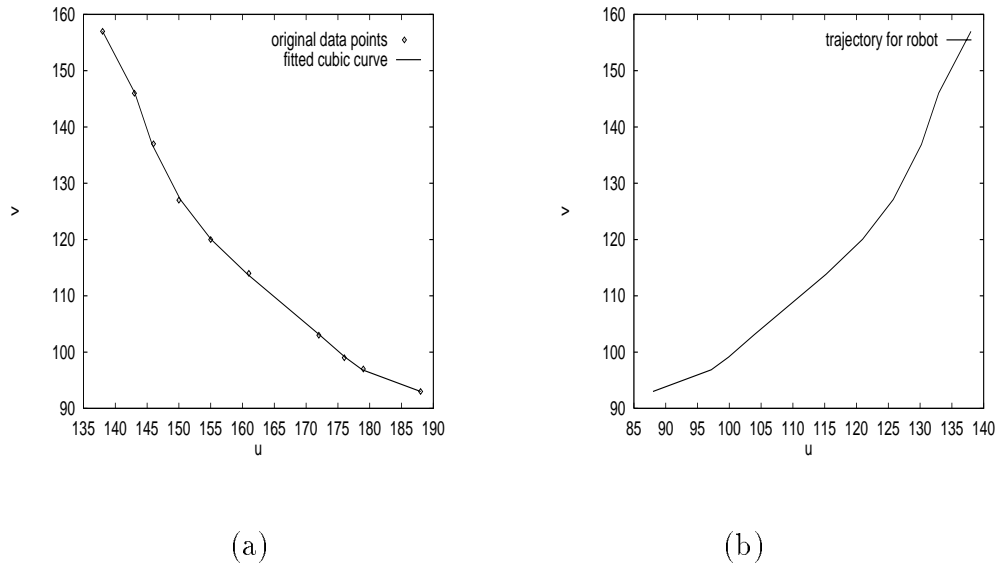 160
150
140
130
120
110
100
90
135 140 145 150 155 160 165 170 175 180 185 190
v
u
original data points
fitted cubic curve
(a)
160
150
140
130
120
110
100
90
85 90 95 100 105 110 115 120 125 130 135 140
v
u
trajectory for robot
(b)